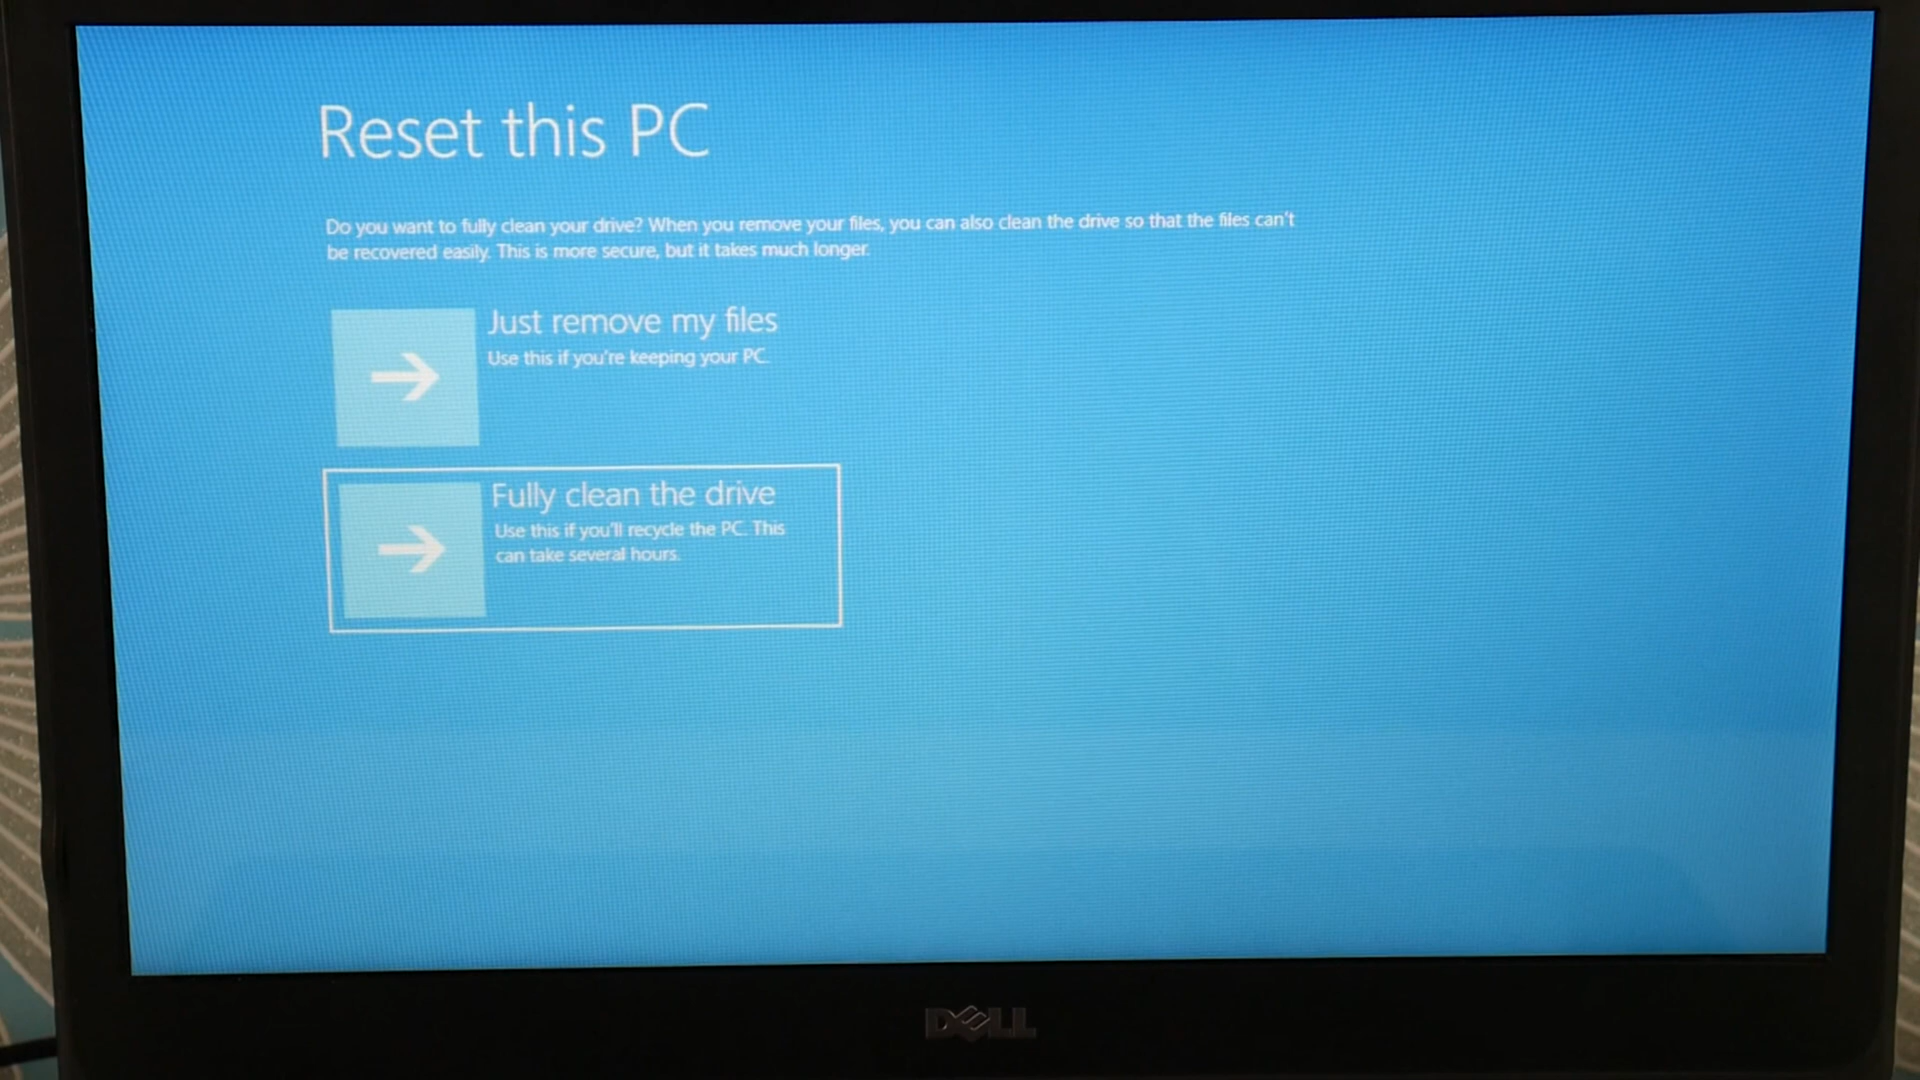 Reset this PC
Do you want to fully clean your drive? When you remove your files, you can also clean the drive so that the files can't
be recovered easily. This is more secure, but it takes much longer.
Just remove my files
Use this if you're keeping your PC.
Fully clean the drive
Use this if you'll recycle the PC. This
can take several hours.
DELL